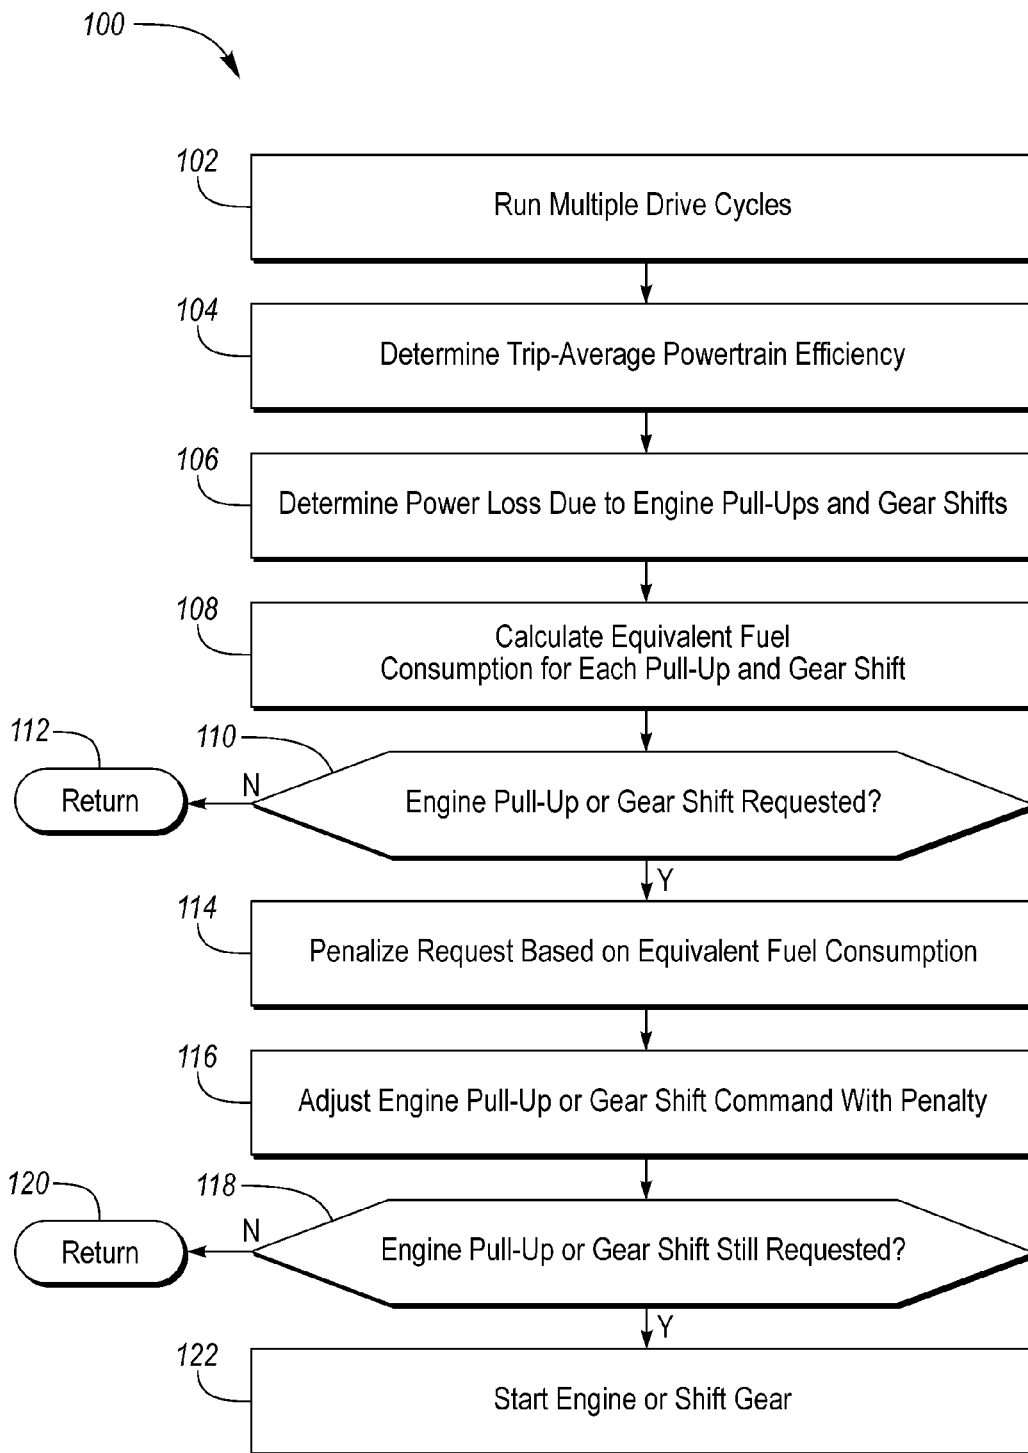 100
102
Run Multiple Drive Cycles
104
Determine Trip-Average Powertrain Efficiency
106
Determine Power Loss Due to Engine Pull-Ups and Gear Shifts
108
Calculate Equivalent Fuel
Consumption for Each Pull-Up and Gear Shift
112
110
Return
N
Engine Pull-Up or Gear Shift Requested?
Y
114
Penalize Request Based on Equivalent Fuel Consumption
116
Adjust Engine Pull-Up or Gear Shift Command With Penalty
120
118
Return
N
Engine Pull-Up or Gear Shift Still Requested?
Y
122
Start Engine or Shift Gear